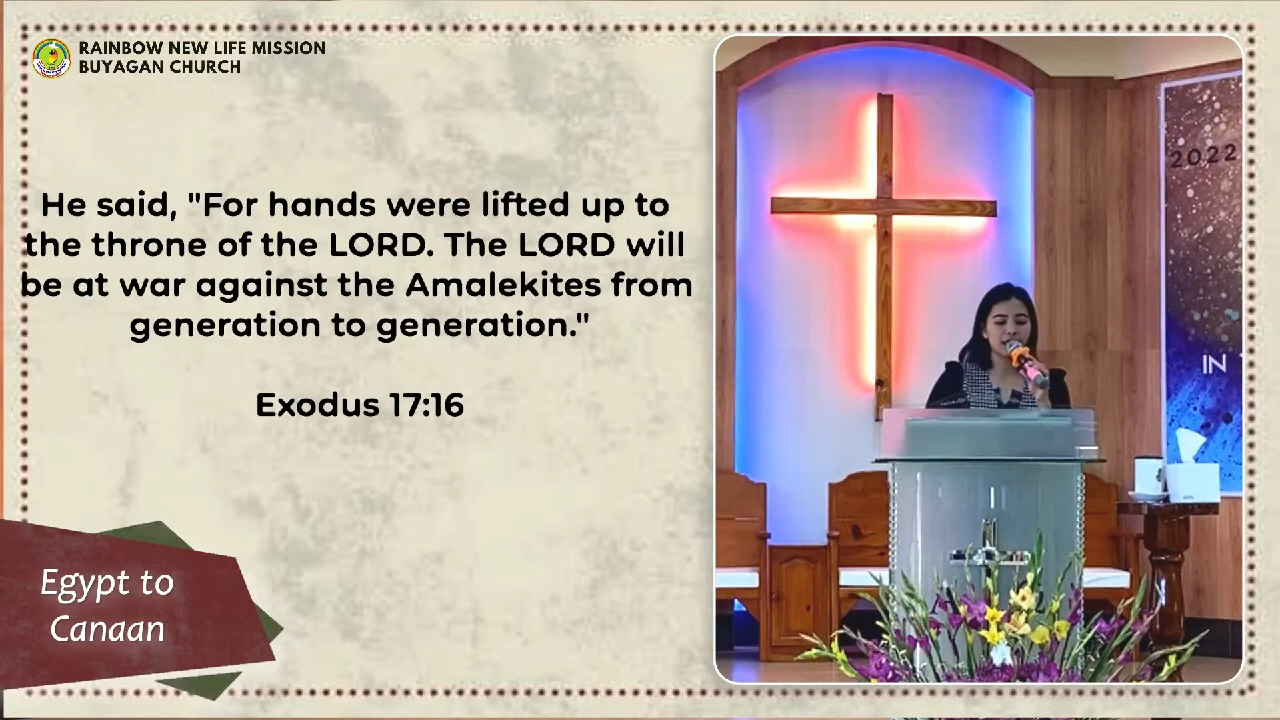 RAINBOW NEW LIFE MISSION
BUYAGAN CHURCH
He said, "For hands were lifted up to
the throne of the LORD. The LORD will
be at war against the Amalekites from
generation to generation."
Exodus 17:16
Egypt to
Canaan
2022
IN